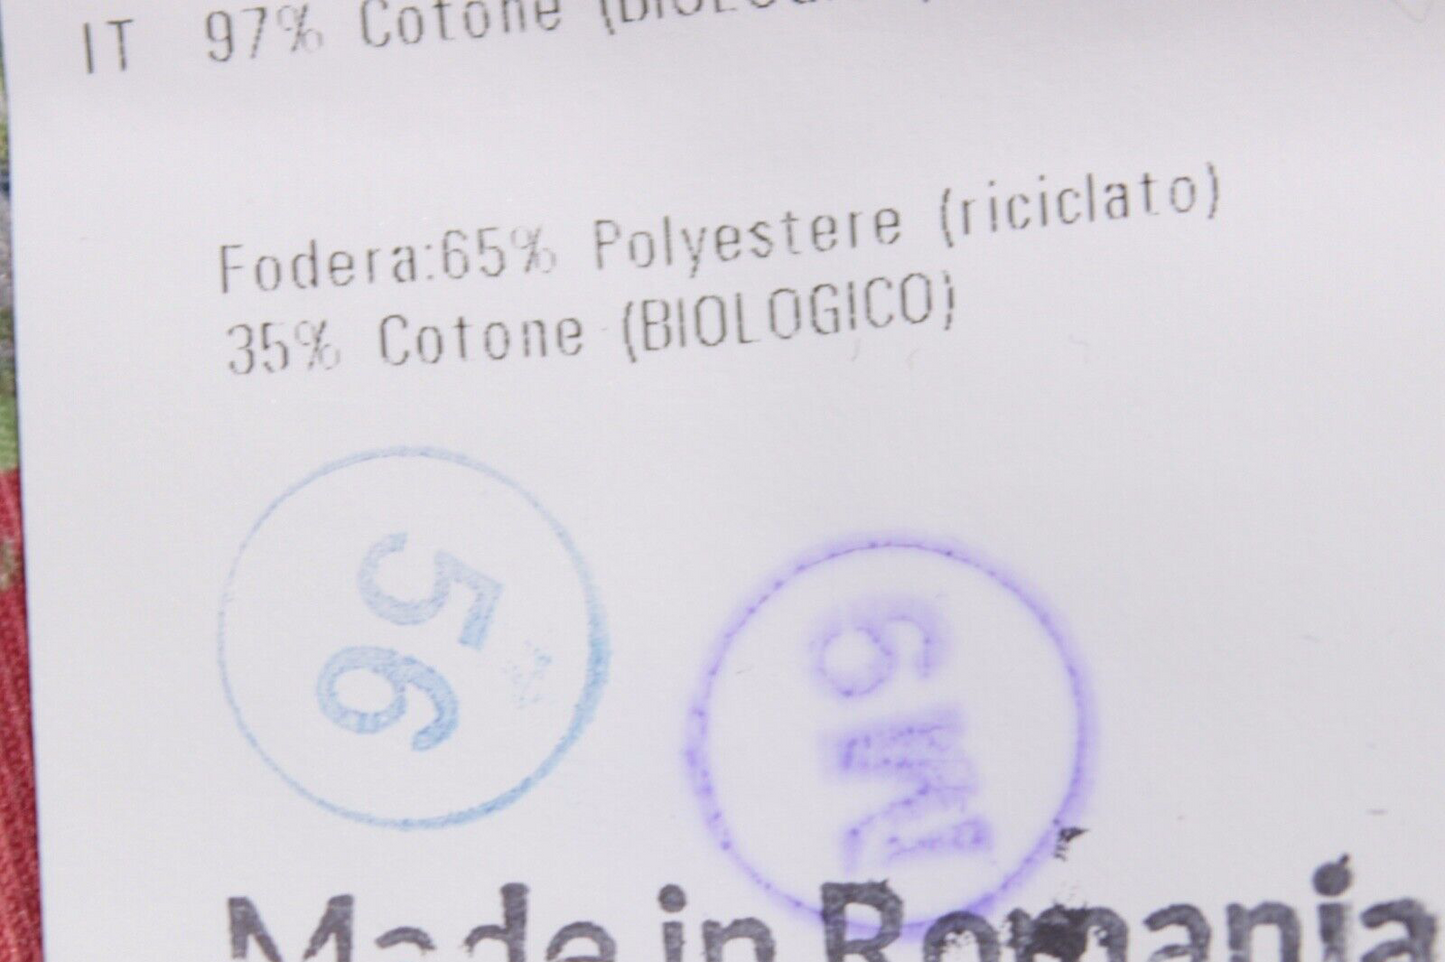 IT 97% Cotone
Fodera:65% Polyestere (riciclato)
35% Cotone (BIOLOGICO)
56
Made in Romania